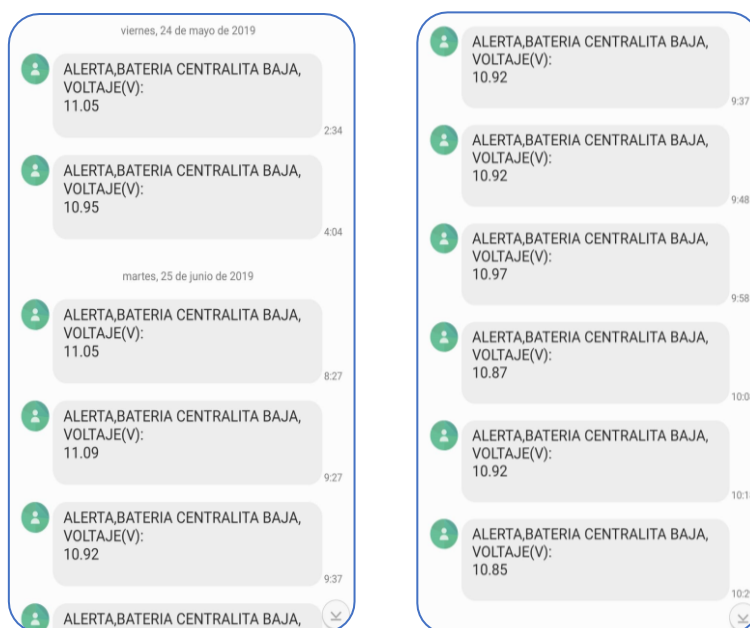 viernes, 24 de mayo de 2019
ALERTA,BATERIA CENTRALITA BAJA,
VOLTAJE(V):
11.05
2:34
ALERTA,BATERIA CENTRALITA BAJA,
VOLTAJE(V):
10.95
4:04
martes, 25 de junio de 2019
ALERTA,BATERIA CENTRALITA BAJA,
VOLTAJE(V):
11.05
8:27
ALERTA,BATERIA CENTRALITA BAJA,
VOLTAJE(V):
11.09
9:27
ALERTA,BATERIA CENTRALITA BAJA,
VOLTAJE(V):
10.92
9:37
ALERTA,BATERIA CENTRALITA BAJA,
ALERTA,BATERIA CENTRALITA BAJA,
VOLTAJE(V):
10.92
9:37
ALERTA,BATERIA CENTRALITA BAJA,
VOLTAJE(V):
10.92
9:48
ALERTA,BATERIA CENTRALITA BAJA,
VOLTAJE(V):
10.97
9:58
ALERTA,BATERIA CENTRALITA BAJA,
VOLTAJE(V):
10.87
ALERTA,BATERIA CENTRALITA BAJA,
VOLTAJE(V):
10.92
ALERTA,BATERIA CENTRALITA BAJA,
VOLTAJE(V):
10.85